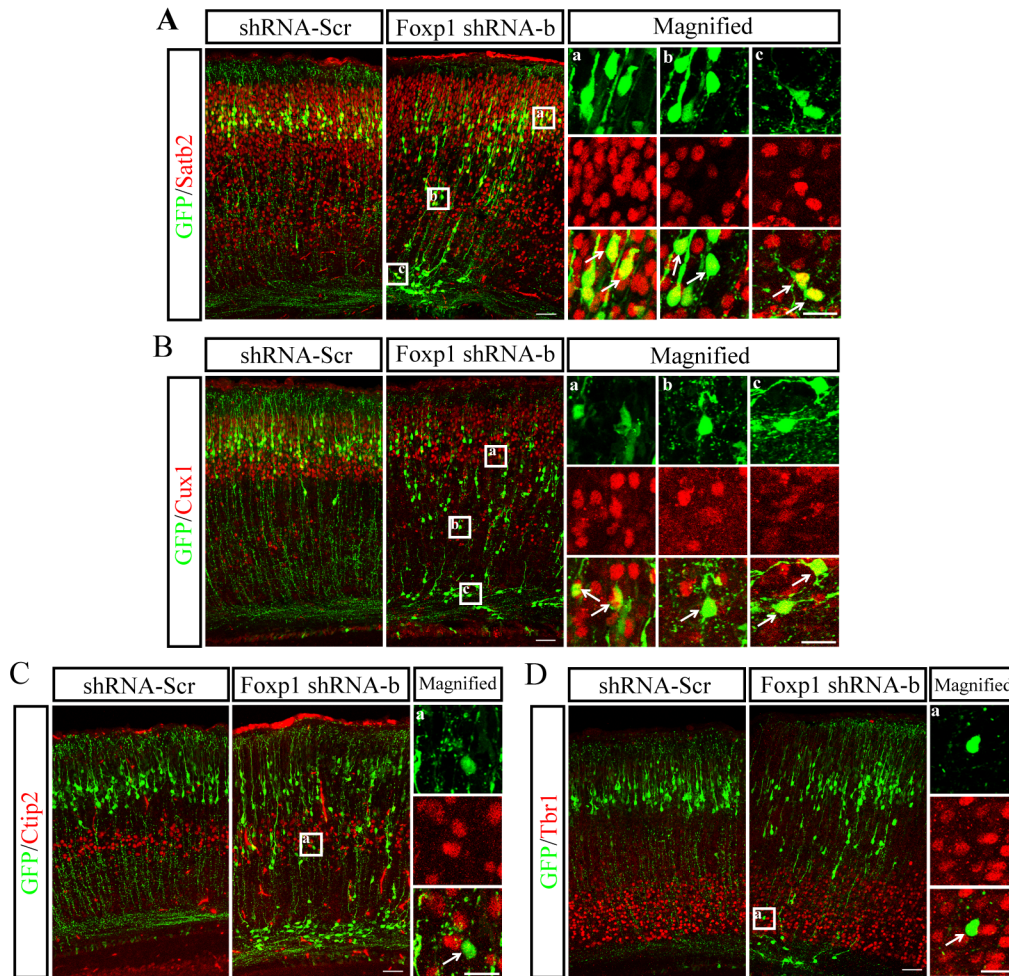 A
shRNA-Scr
Foxp1 shRNA-b
Magnified
GFP/Satb2
a
b
c
a
b
c
B
shRNA-Scr
Foxp1 shRNA-b
Magnified
GFP/Cux1
a
b
c
a
b
c
C
shRNA-Scr
Foxp1 shRNA-b
Magnified
GFP/Ctip2
a
a
D
shRNA-Scr
Foxp1 shRNA-b
Magnified
GFP/Tbr1
a
a